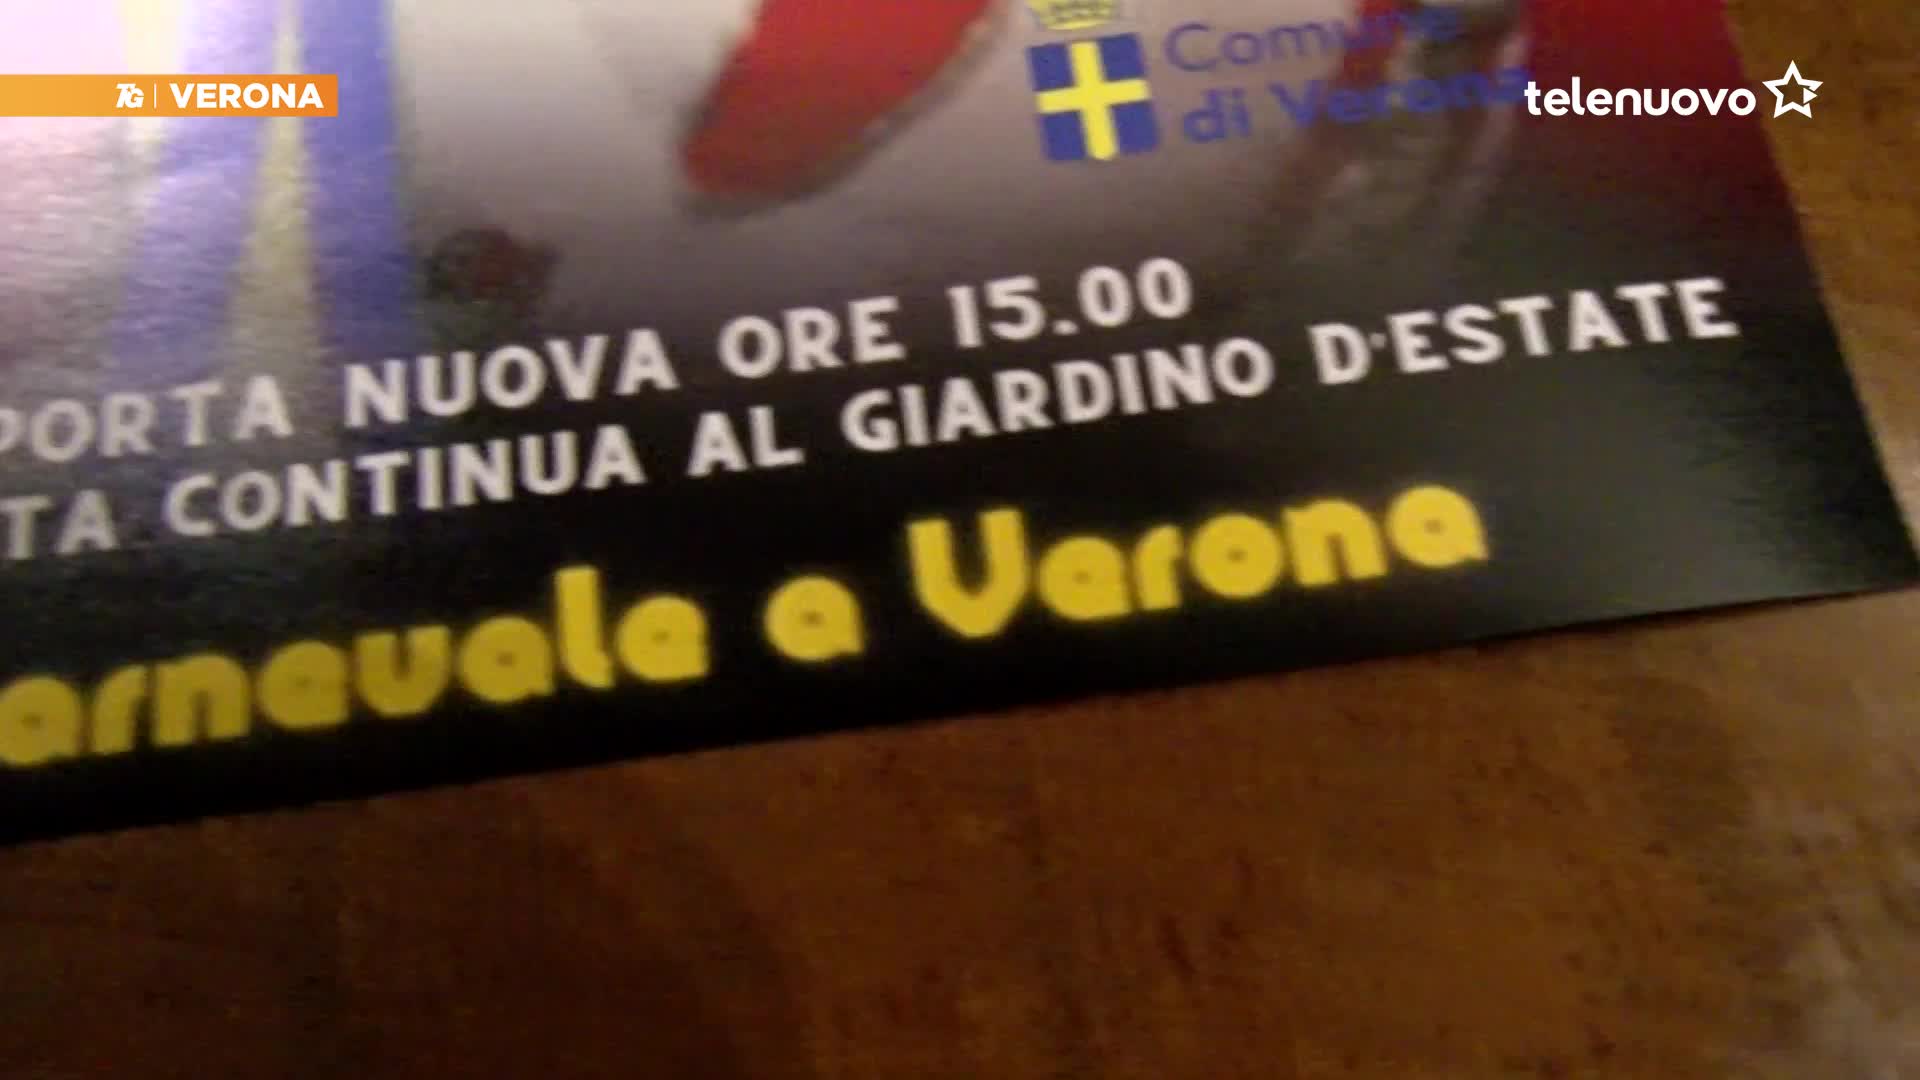 TG | VERONA
telenuovo
Comune
di Verona
PORTA NUOVA ORE 15.00
TA CONTINUA AL GIARDINO D'ESTATE
arnevale a Verona